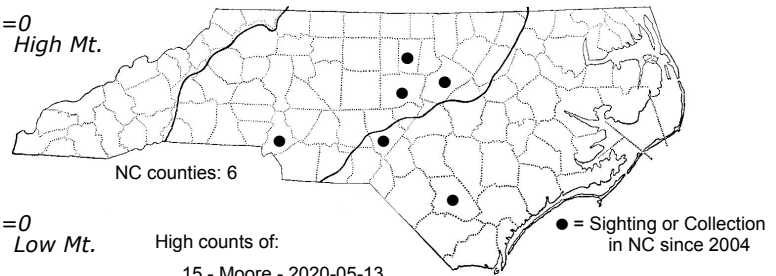 =0
High Mt.
NC counties: 6
=0
Low Mt.
High counts of:
15 - Moore - 2020-05-13
● = Sighting or Collection
in NC since 2004